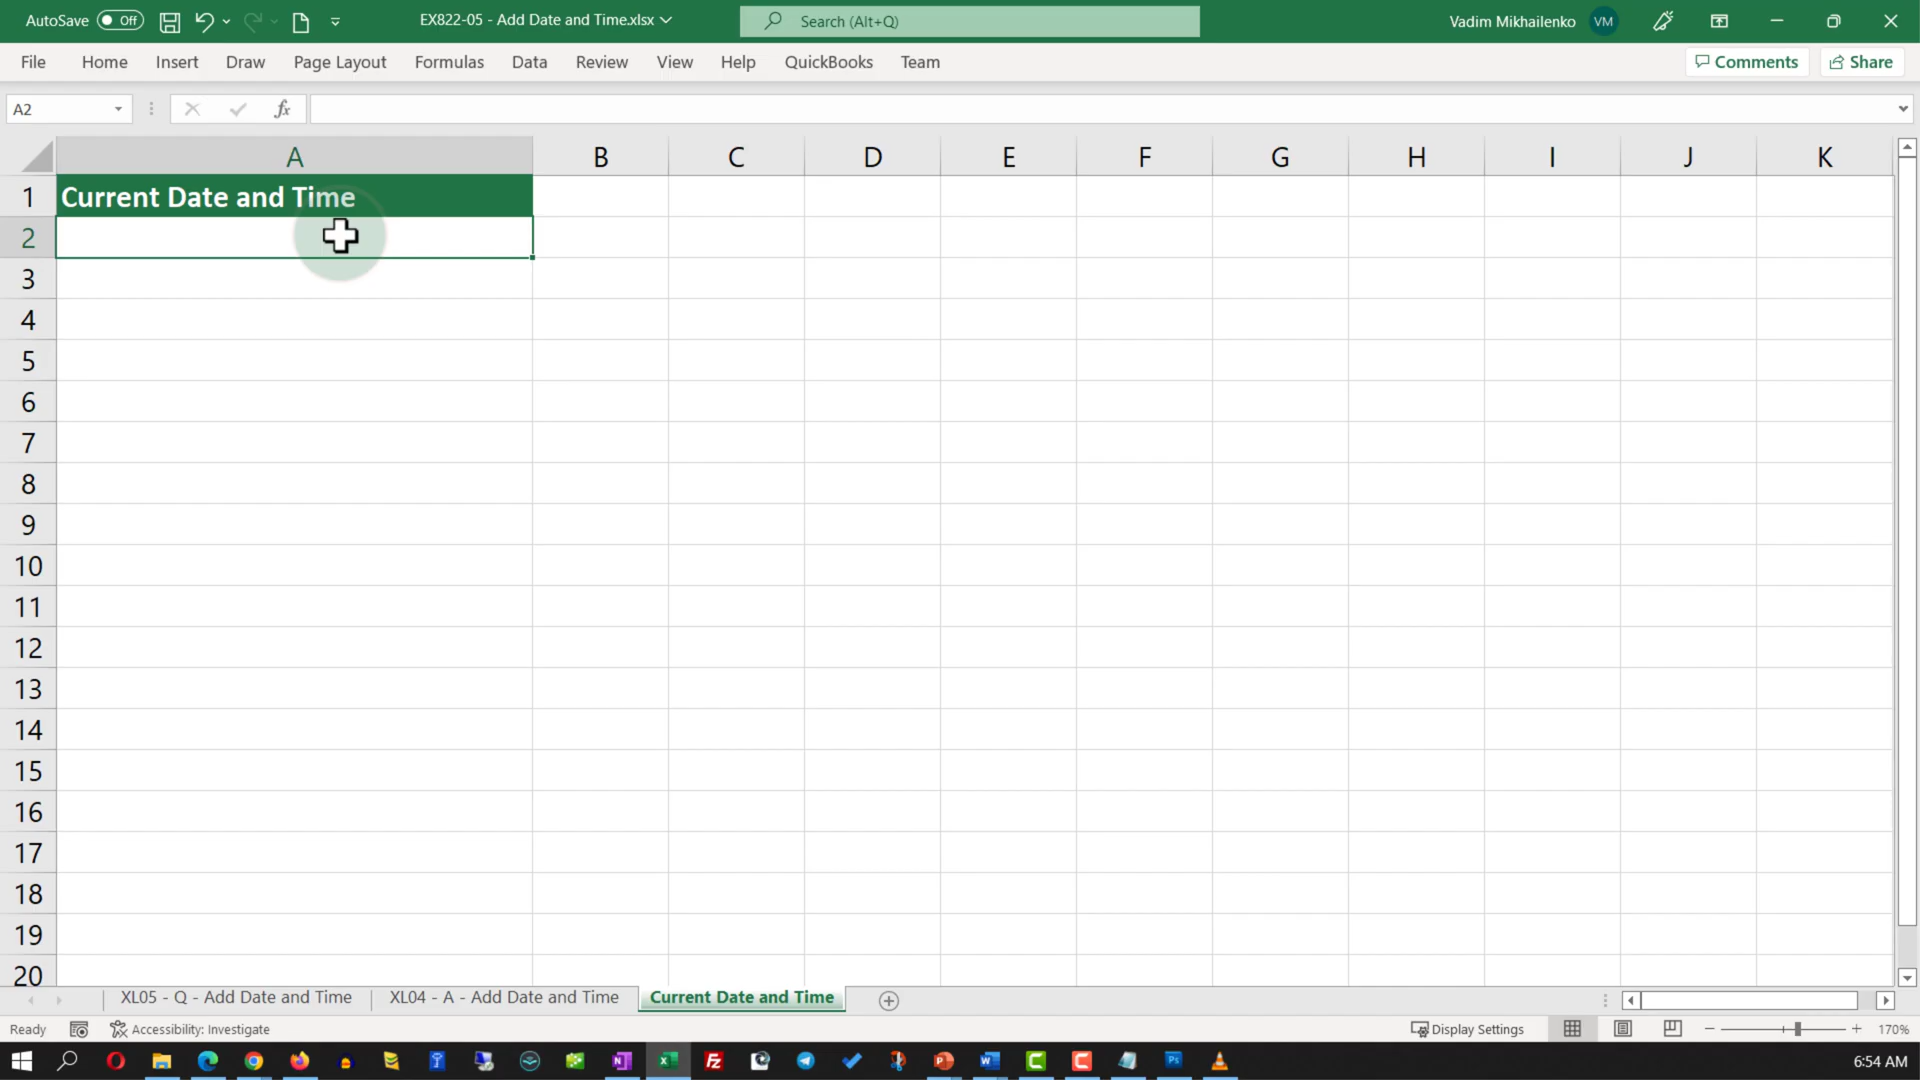 AutoSave Off EX822-05 - Add Date and Time.xlsx Search (Alt+Q) Vadim Mikhailenko VM
File Home Insert Draw Page Layout Formulas Data Review View Help QuickBooks Team Comments Share
A2 fx
A B C D E F G H I J K
1 Current Date and Time
2
3
4
5
6
7
8
9
10
11
12
13
14
15
16
17
18
19
20
XL05 - Q - Add Date and Time XL04 - A - Add Date and Time Current Date and Time
Ready Accessibility: Investigate Display Settings 170%
6:54 AM